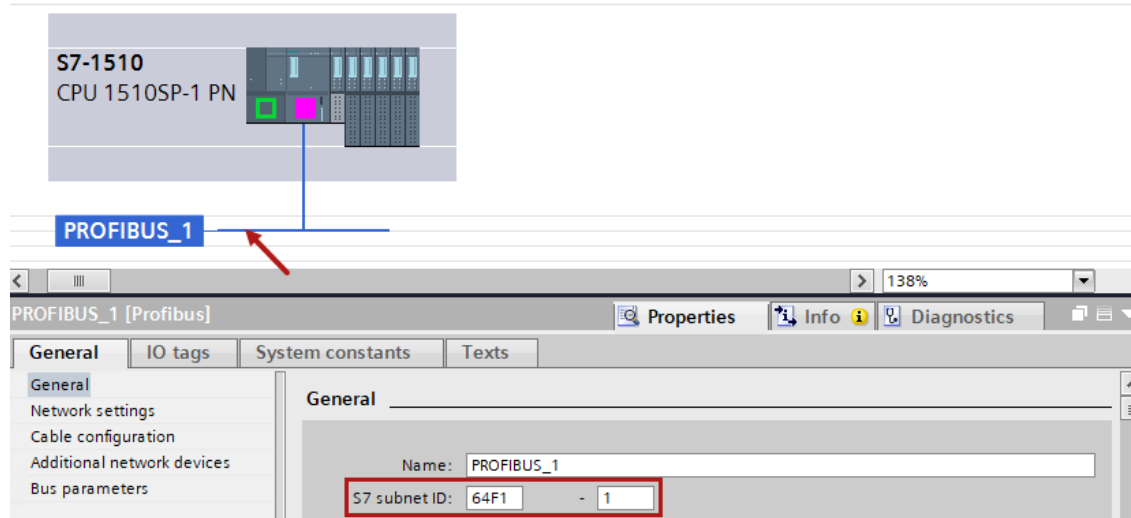 S7-1510
CPU 1510SP-1 PN
PROFIBUS_1
138%
PROFIBUS_1 [Profibus]
Properties
Info
Diagnostics
General
IO tags
System constants
Texts
General
Network settings
Cable configuration
Additional network devices
Bus parameters
General
Name: PROFIBUS_1
S7 subnet ID: 64F1 - 1